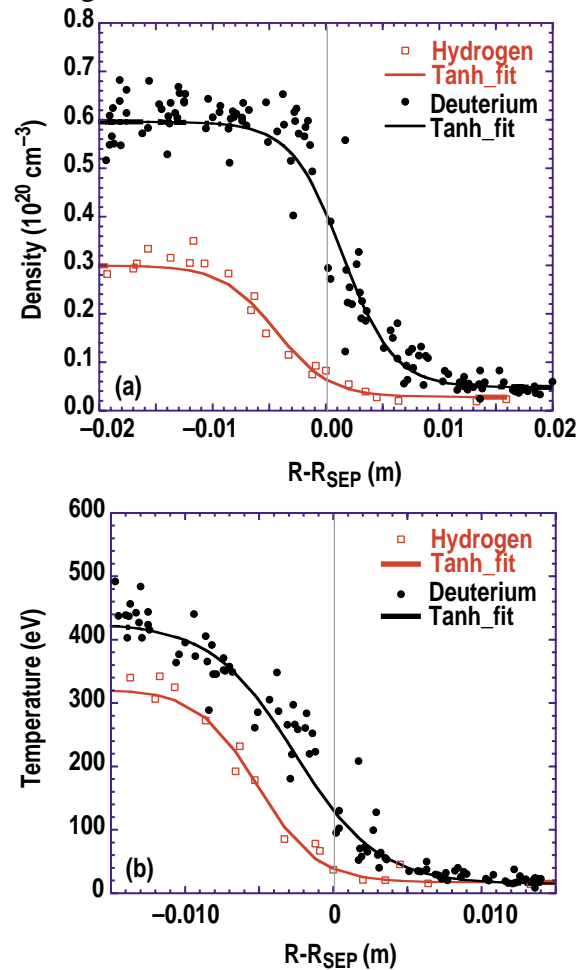 0.8
0.7
0.6
0.5
0.4
0.3
0.2
0.1
0.0
Density (10²⁰ cm⁻³)
Hydrogen
Tanh_fit
Deuterium
Tanh_fit
(a)
−0.02 −0.01 0.00 0.01 0.02
R-R_SEP (m)
600
500
400
300
200
100
0
Temperature (eV)
Hydrogen
Tanh_fit
Deuterium
Tanh_fit
(b)
−0.010 0 0.010
R-R_SEP (m)